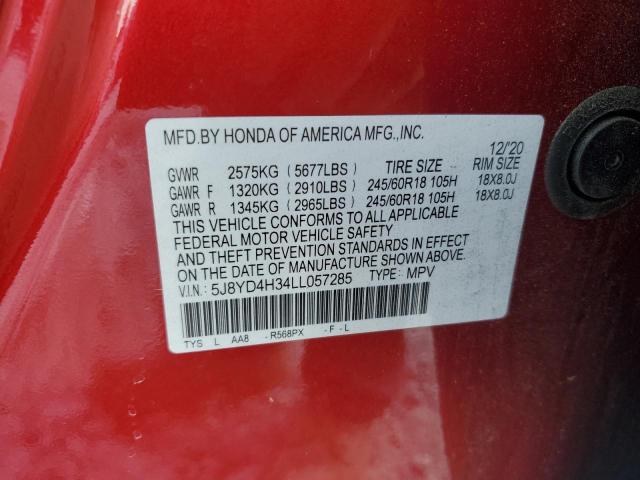 MFD.BY HONDA OF AMERICA MFG.,INC.
12/'20
GVWR 2575KG (5677LBS) TIRE SIZE RIM SIZE
GAWR F 1320KG (2910LBS) 245/60R18 105H 18X8.0J
GAWR R 1345KG (2965LBS) 245/60R18 105H 18X8.0J
THIS VEHICLE CONFORMS TO ALL APPLICABLE
FEDERAL MOTOR VEHICLE SAFETY
AND THEFT PREVENTION STANDARDS IN EFFECT
ON THE DATE OF MANUFACTURE SHOWN ABOVE.
V.I.N.: 5J8YD4H34LL057285 TYPE: MPV
TYS L AA8 -R568PX -F-L